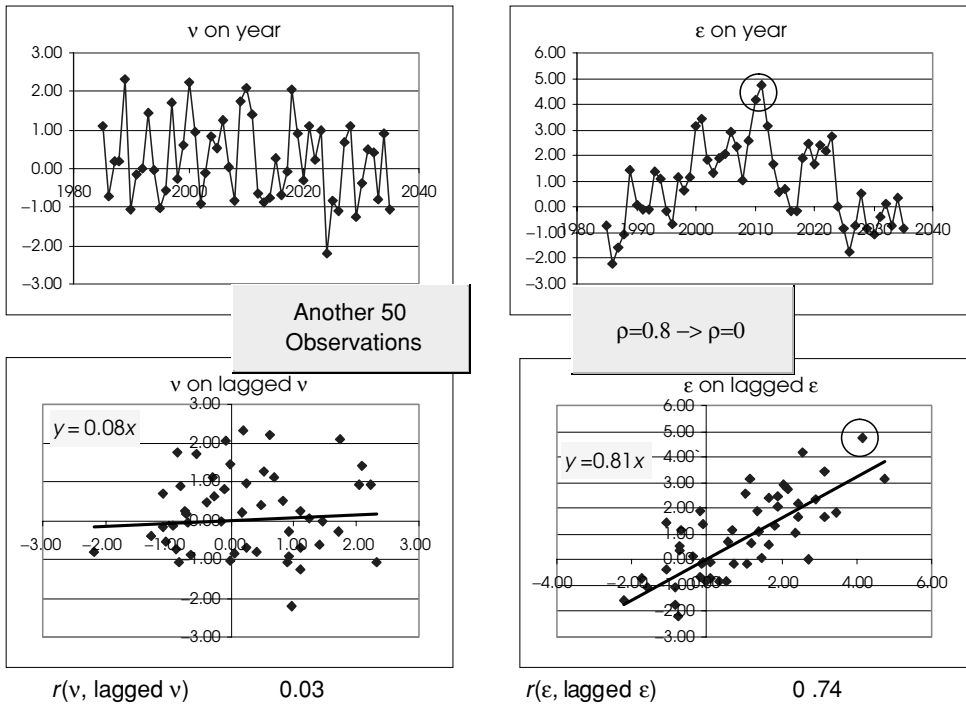 ν on year
3.00
2.00
1.00
0.00
1980 2000 2020 2040
−1.00
−2.00
−3.00
ε on year
6.00
5.00
4.00
3.00
2.00
1.00
0.00
1980 1990 2000 2010 2020 2030 2040
−1.00
−2.00
−3.00
Another 50
Observations
ρ=0.8 –> ρ=0
ν on lagged ν
3.00
y = 0.08x
2.00
1.00
0.00
−3.00 −2.00 −1.00 0.00 1.00 2.00 3.00
−1.00
−2.00
−3.00
r(ν, lagged ν) 0.03
ε on lagged ε
6.00
5.00
y =0.81x
4.00`
3.00
2.00
1.00
0.00
−4.00 −2.00 0.00 2.00 4.00 6.00
−1.00
−2.00
−3.00
r(ε, lagged ε) 0 .74